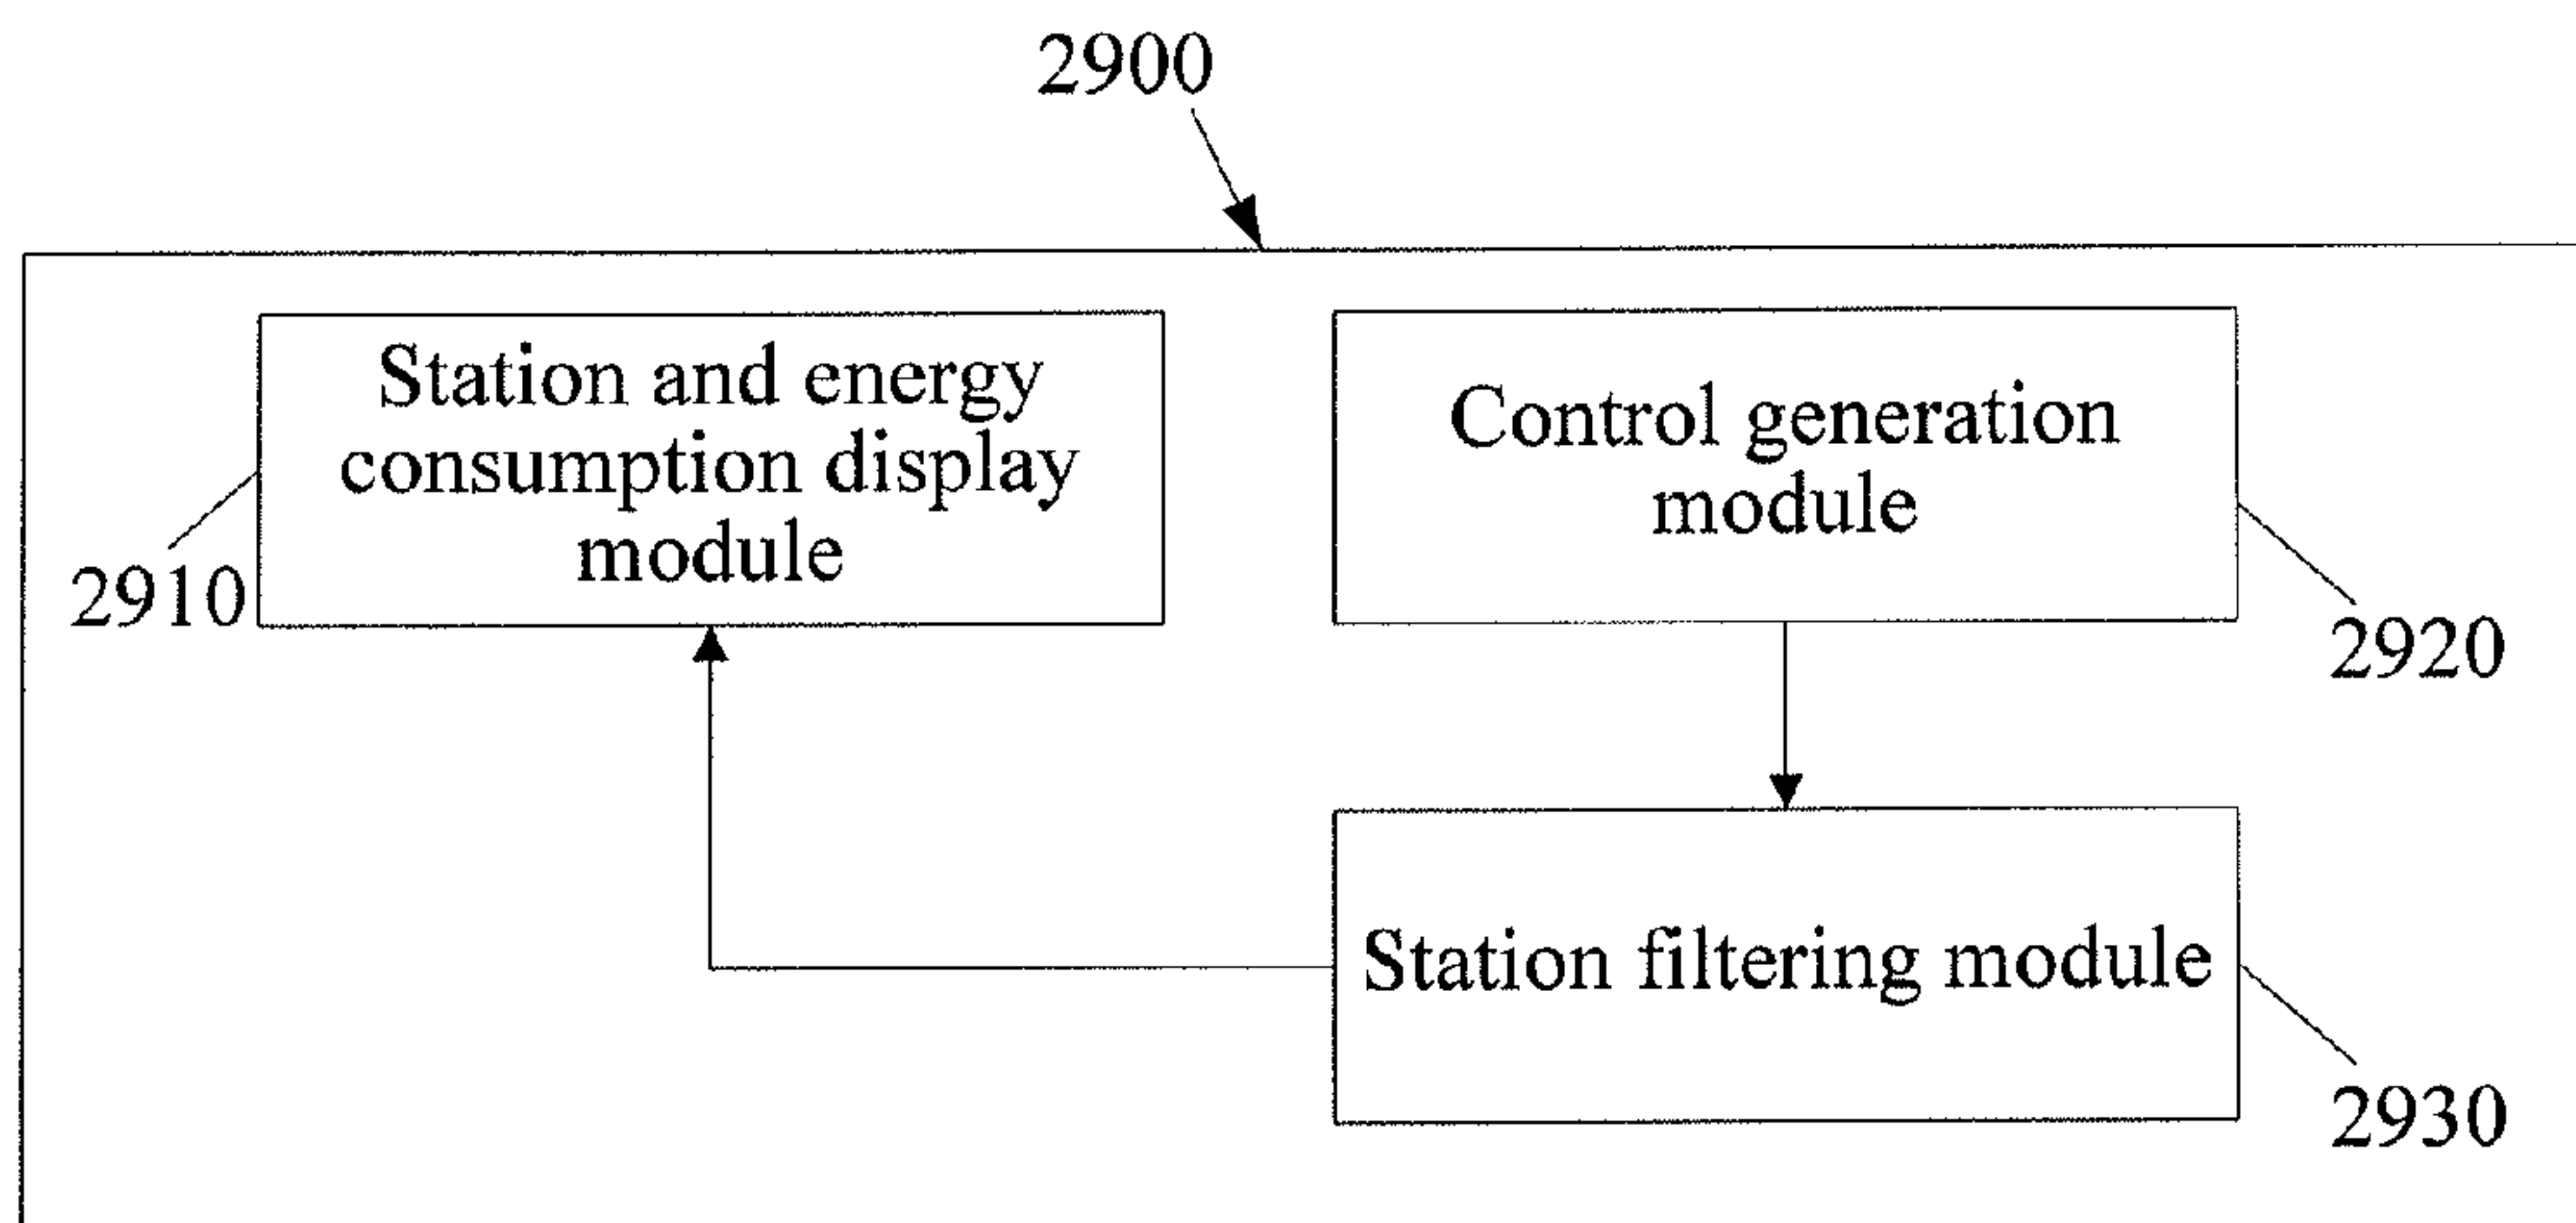 2900
Station and energy
consumption display
module
2910
Control generation
module
2920
Station filtering module
2930